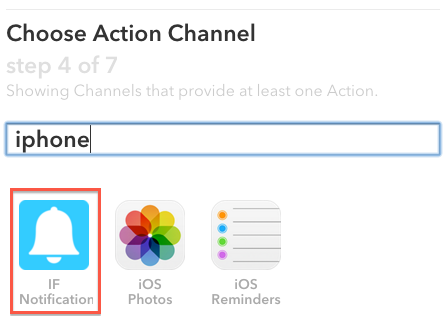 Choose Action Channel
step 4 of 7
Showing Channels that provide at least one Action.
iphone
IF
Notification
iOS
Photos
iOS
Reminders